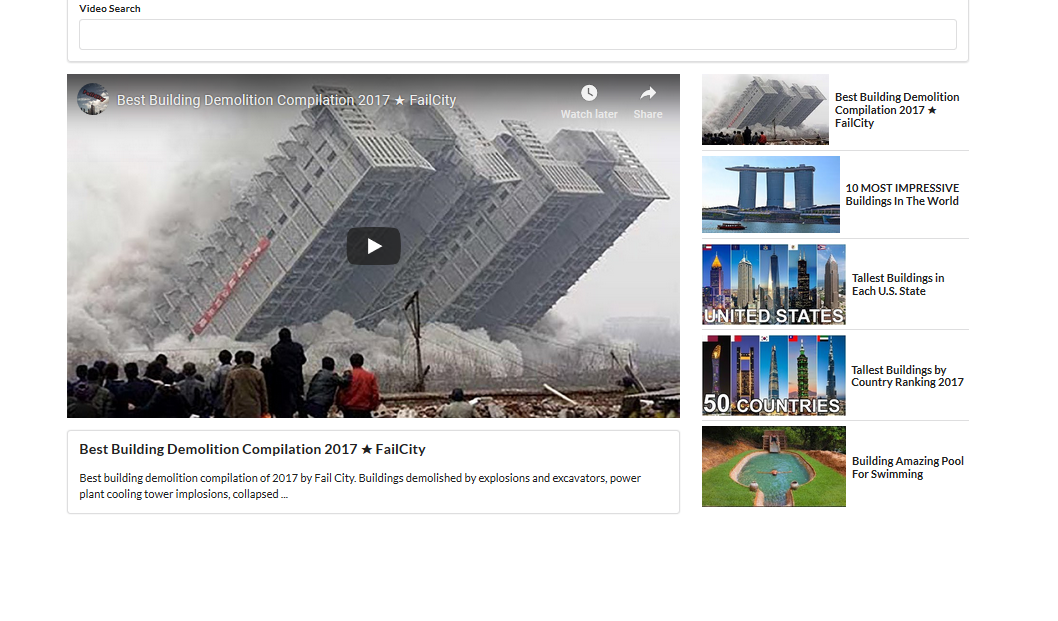 Video Search
Best Building Demolition Compilation 2017 ★ FailCity
Watch later
Share
Best Building Demolition Compilation 2017 ★ FailCity
Best building demolition compilation of 2017 by Fail City. Buildings demolished by explosions and excavators, power
plant cooling tower implosions, collapsed ...
Best Building Demolition
Compilation 2017 ★
FailCity
10 MOST IMPRESSIVE
Buildings In The World
UNITED STATES
Tallest Buildings in
Each U.S. State
50 COUNTRIES
Tallest Buildings by
Country Ranking 2017
Building Amazing Pool
For Swimming